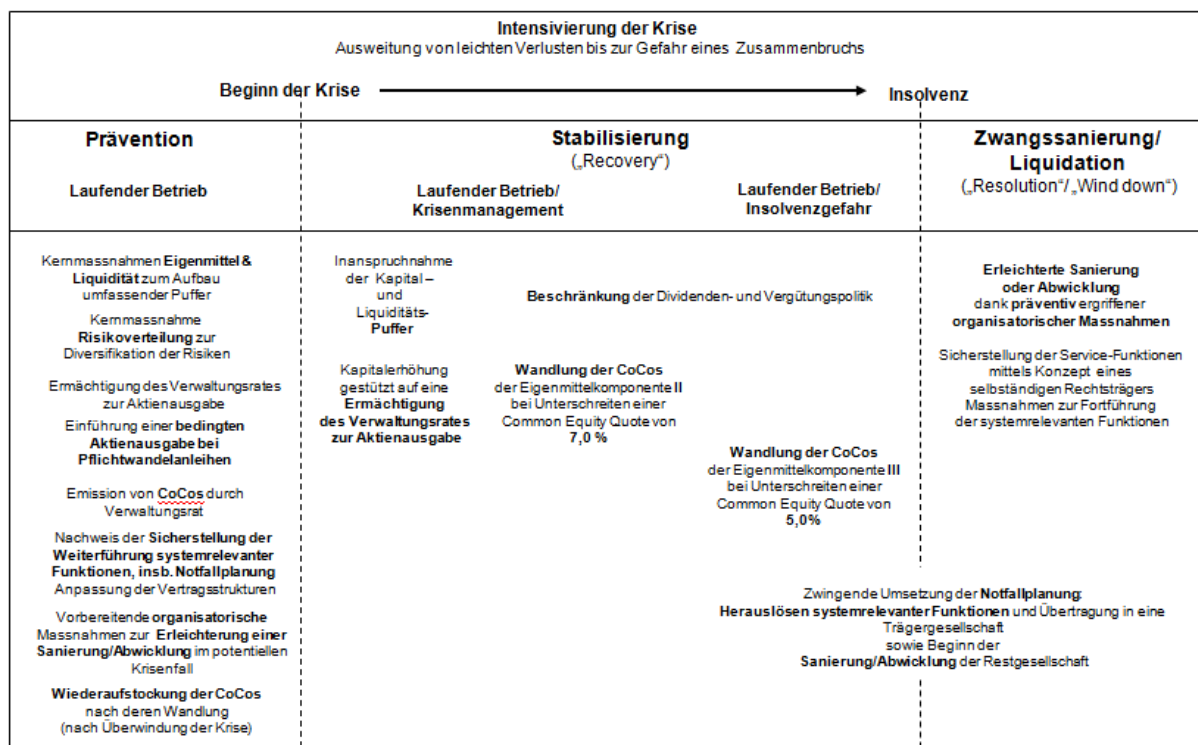 Intensivierung der Krise
Ausweitung von leichten Verlusten bis zur Gefahr eines Zusammenbruchs
Beginn der Krise
Insolvenz
Prävention
Laufender Betrieb
Stabilisierung
(„Recovery“)
Laufender Betrieb/
Krisenmanagement
Laufender Betrieb/
Insolvenzgefahr
Zwangssanierung/
Liquidation
(„Resolution“/ „Wind down“)
Kernmassnahmen Eigenmittel &
Liquidität zum Aufbau
umfassender Puffer
Kernmassnahme
Risikoverteilung zur
Diversifikation der Risiken
Ermächtigung des Verwaltungsrates
zur Aktienausgabe
Einführung einer bedingten
Aktienausgabe bei
Pflichtwandelanleihen
Emission von CoCos durch
Verwaltungsrat
Nachweis der Sicherstellung der
Weiterführung systemrelevanter
Funktionen, insb. Notfallplanung
Anpassung der Vertragsstrukturen
Vorbereitende organisatorische
Massnahmen zur Erleichterung einer
Sanierung/Abwicklung im potentiellen
Krisenfall
Wiederaufstockung der CoCos
nach deren Wandlung
(nach Überwindung der Krise)
Inanspruchnahme
der Kapital –
und
Liquiditäts-
Puffer
Kapitalerhöhung
gestützt auf eine
Ermächtigung
des Verwaltungsrates
zur Aktienausgabe
Beschränkung der Dividenden- und Vergütungspolitik
Wandlung der CoCos
der Eigenmittelkomponente II
bei Unterschreiten einer
Common Equity Quote von
7,0 %
Wandlung der CoCos
der Eigenmittelkomponente III
bei Unterschreiten einer
Common Equity Quote von
5,0%
Erleichterte Sanierung
oder Abwicklung
dank präventiv ergriffener
organisatorischer Massnahmen
Sicherstellung der Service-Funktionen
mittels Konzept eines
selbständigen Rechtsträgers
Massnahmen zur Fortführung
der systemrelevanten Funktionen
Zwingende Umsetzung der Notfallplanung:
Herauslösen systemrelevanter Funktionen und Übertragung in eine
Trägergesellschaft
sowie Beginn der
Sanierung/Abwicklung der Restgesellschaft